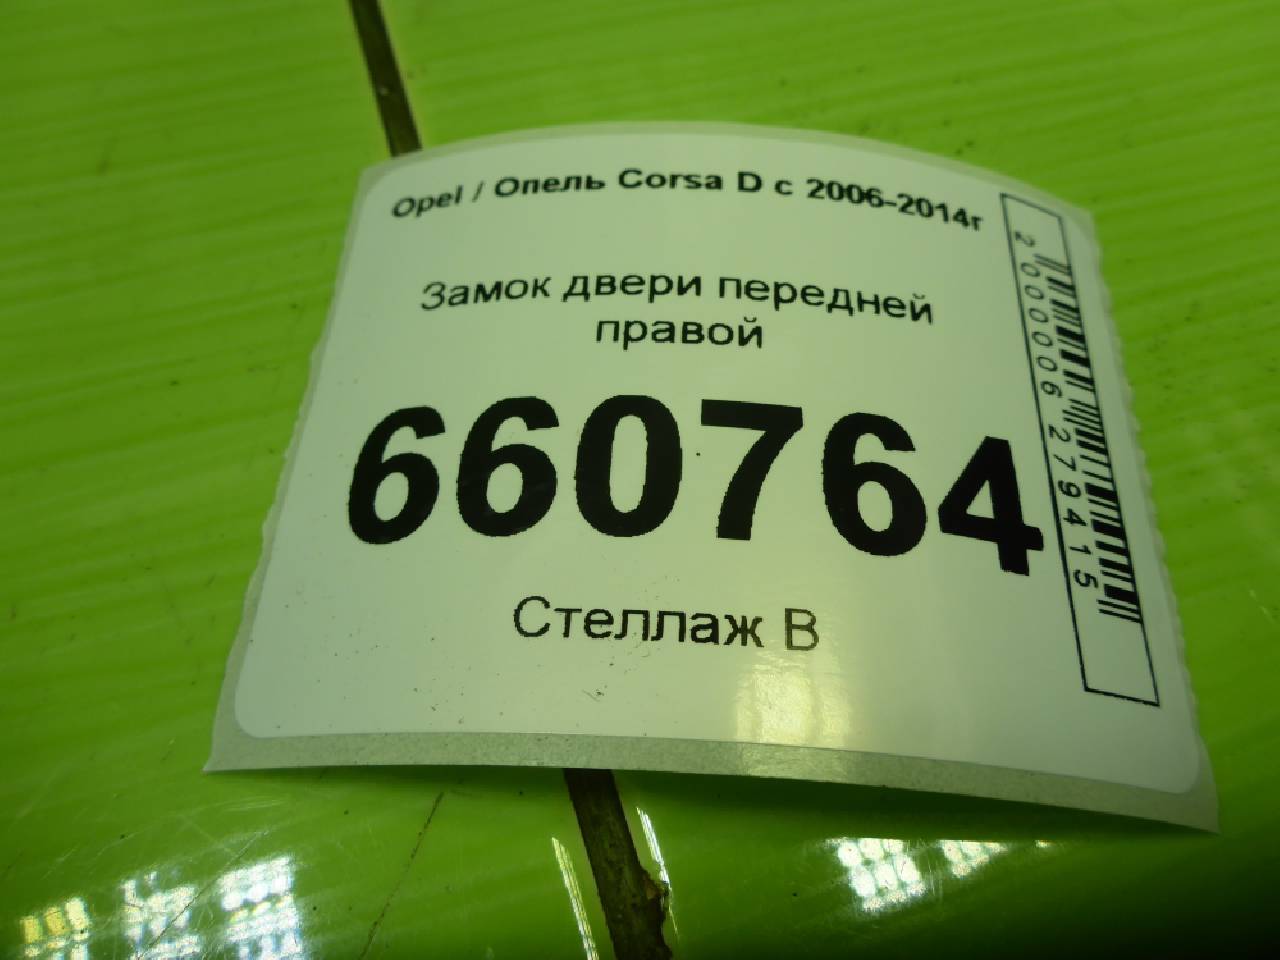 Opel / Опель Corsa D с 2006-2014г
Замок двери передней
правой
660764
Стеллаж В
2000006279415